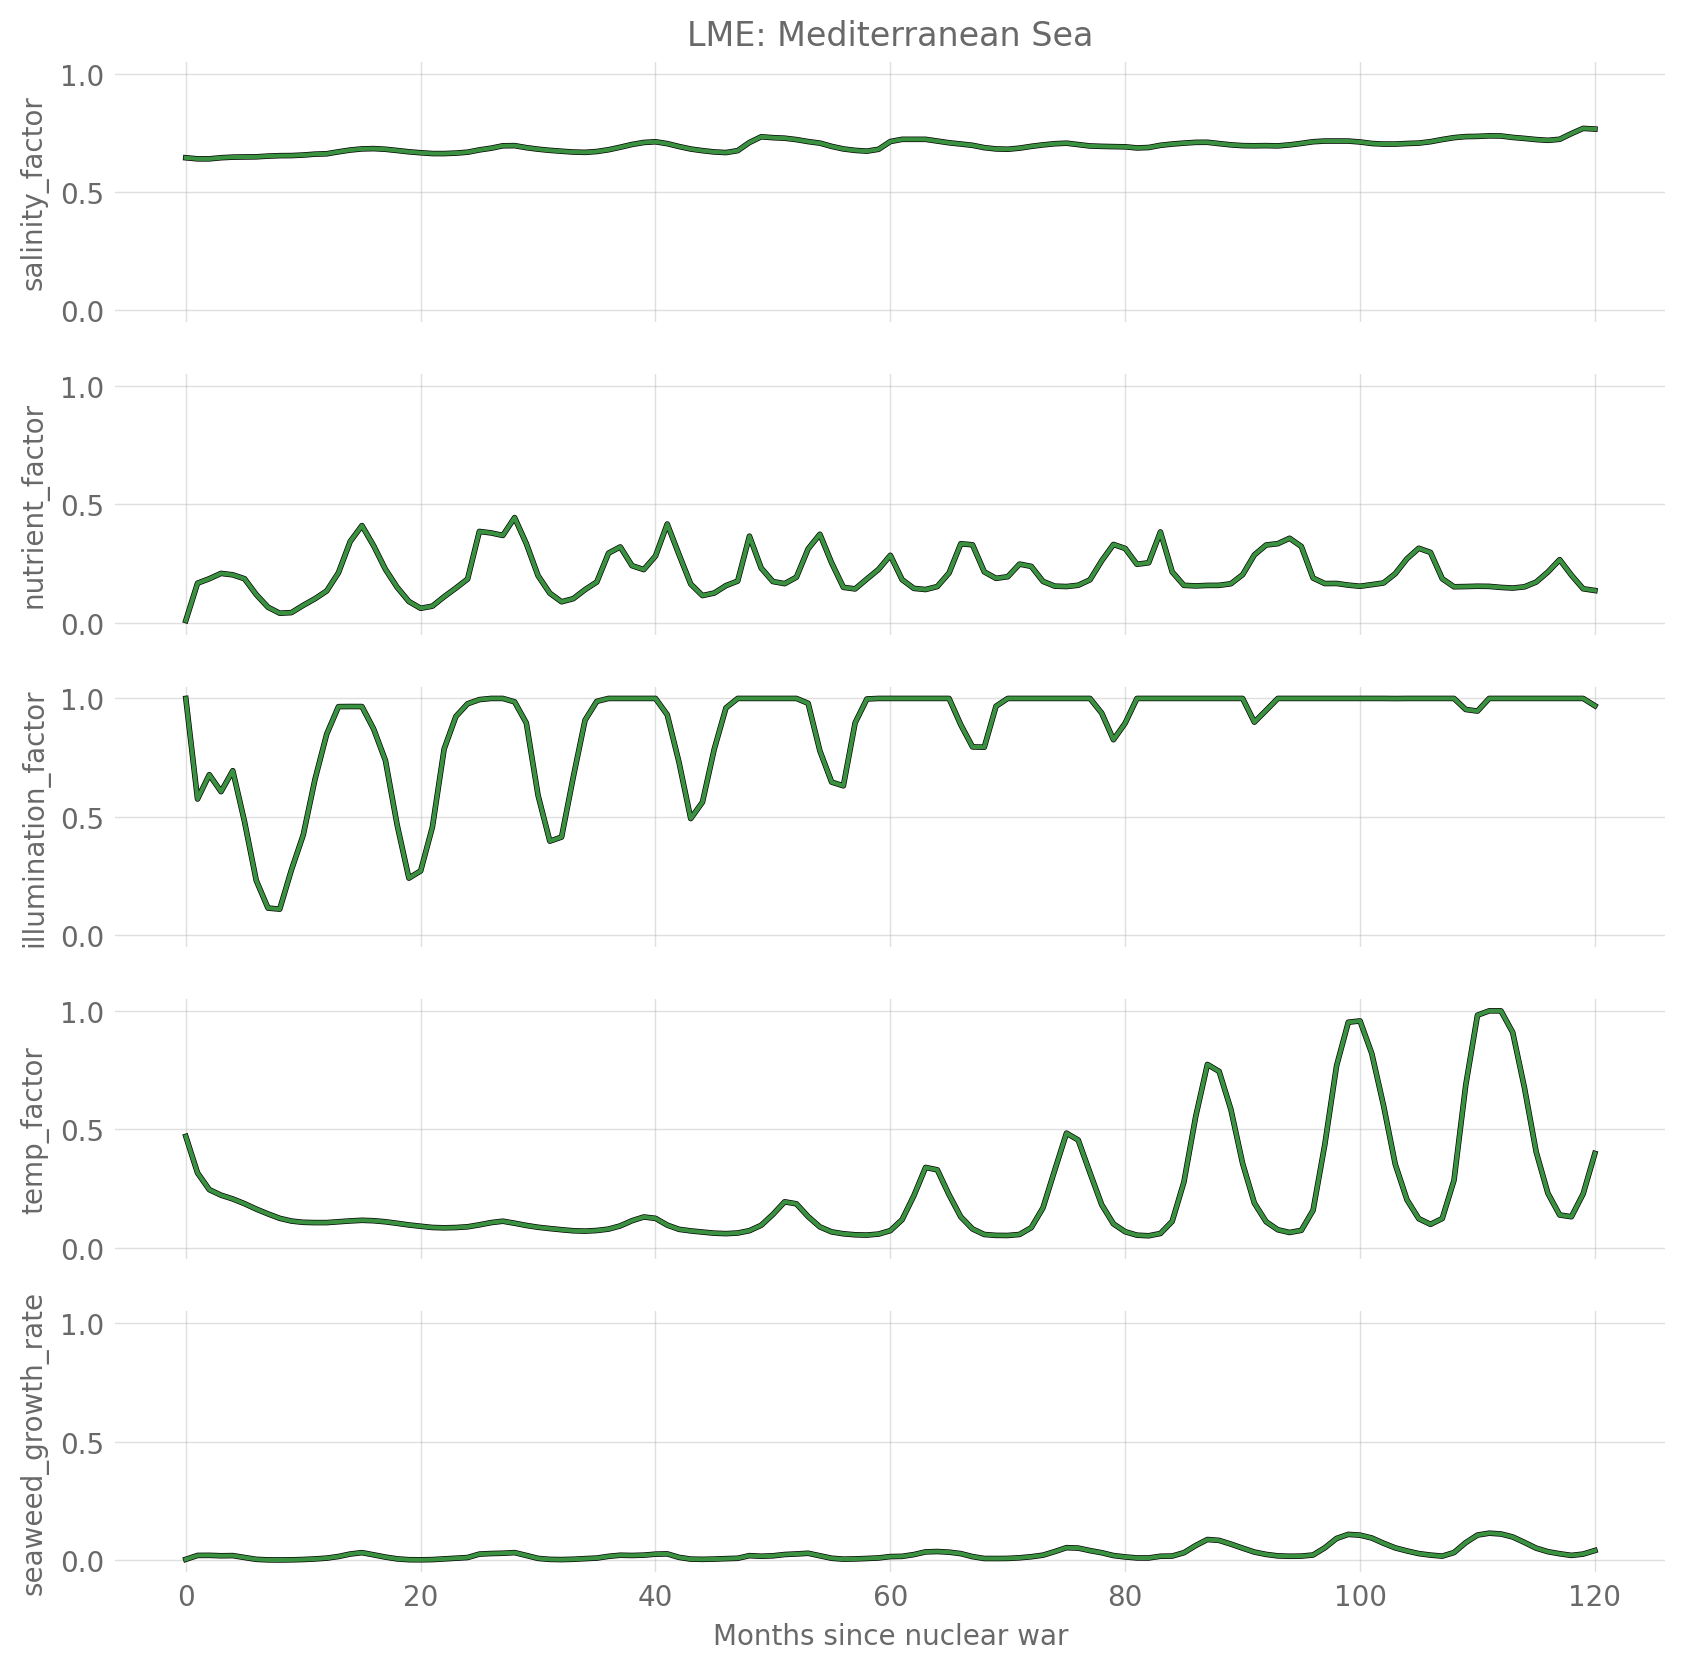 LME: Mediterranean Sea
salinity_factor
1.0
0.5
0.0
nutrient_factor
1.0
0.5
0.0
illumination_factor
1.0
0.5
0.0
temp_factor
1.0
0.5
0.0
seaweed_growth_rate
1.0
0.5
0.0
0 20 40 60 80 100 120
Months since nuclear war